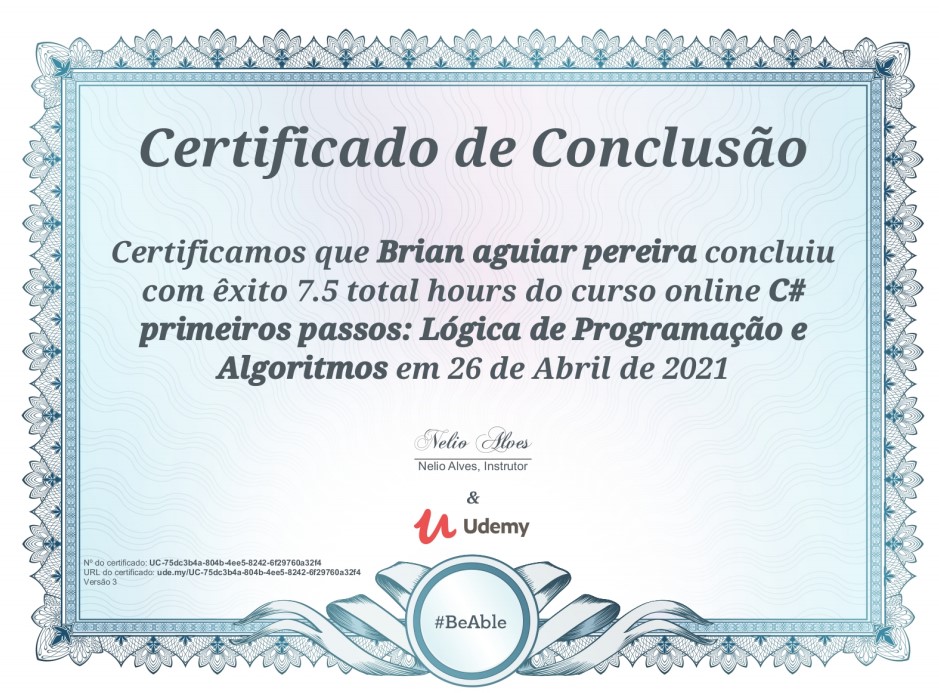 Certificado de Conclusão
Certificamos que Brian aguiar pereira concluiu
com êxito 7.5 total hours do curso online C#
primeiros passos: Lógica de Programação e
Algoritmos em 26 de Abril de 2021
Nelio Alves
Nelio Alves, Instrutor
&
Udemy
Nº do certificado: UC-75dc3b4a-804b-4ee5-8242-6f29760a32f4
URL do certificado: ude.my/UC-75dc3b4a-804b-4ee5-8242-6f29760a32f4
Versão 3
#BeAble